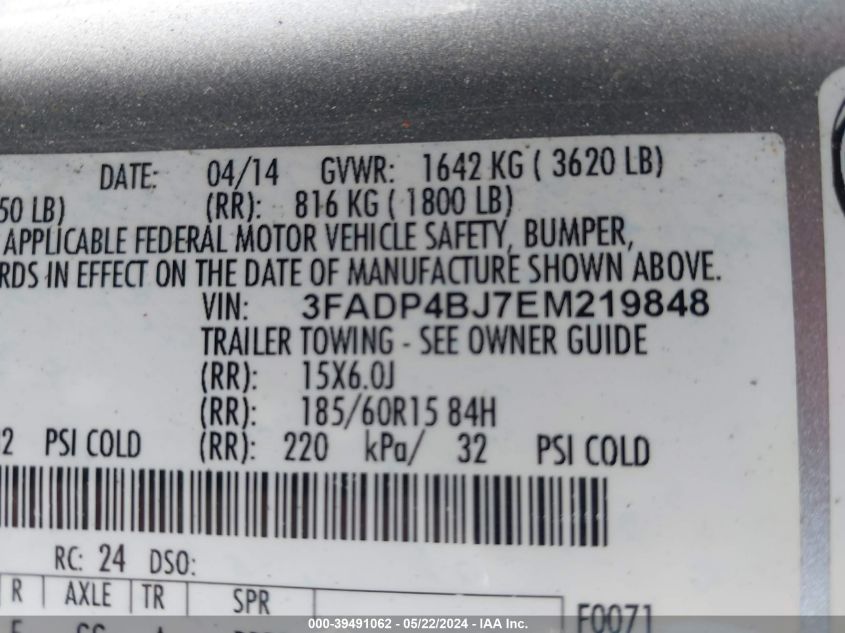 DATE: 04/14 GVWR: 1642 KG ( 3620 LB)
50 LB) (RR): 816 KG ( 1800 LB)
APPLICABLE FEDERAL MOTOR VEHICLE SAFETY, BUMPER,
RDS IN EFFECT ON THE DATE OF MANUFACTURE SHOWN ABOVE.
VIN: 3FADP4BJ7EM219848
TRAILER TOWING - SEE OWNER GUIDE
(RR): 15X6.0J
(RR): 185/60R15 84H
2 PSI COLD (RR): 220 kPa/ 32 PSI COLD
RC: 24 DSO:
R AXLE TR SPR
F0071
000-39491062 - 05/22/2024 - IAA Inc.